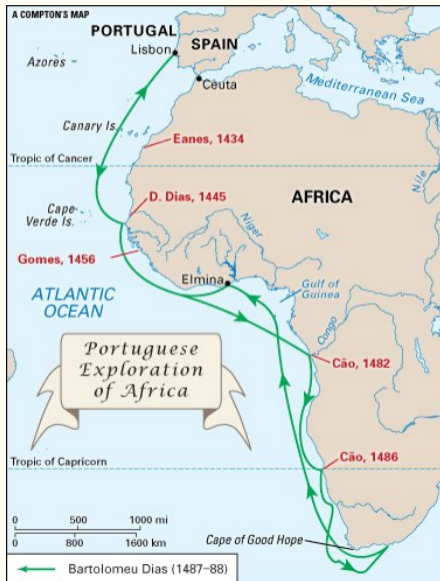 A COMPTON'S MAP
PORTUGAL
Lisbon
SPAIN
Azores
Ceuta
Mediterranean Sea
Canary Is.
Eanes, 1434
Tropic of Cancer
Nile
D. Dias, 1445
AFRICA
Cape
Verde Is.
Niger
Gomes, 1456
Elmina
Gulf of
Guinea
ATLANTIC
OCEAN
Congo
Portuguese
Exploration
of Africa
Cão, 1482
Cão, 1486
Tropic of Capricorn
0 500 1000 mi
0 800 1600 km
Cape of Good Hope
Bartolomeu Dias (1487–88)